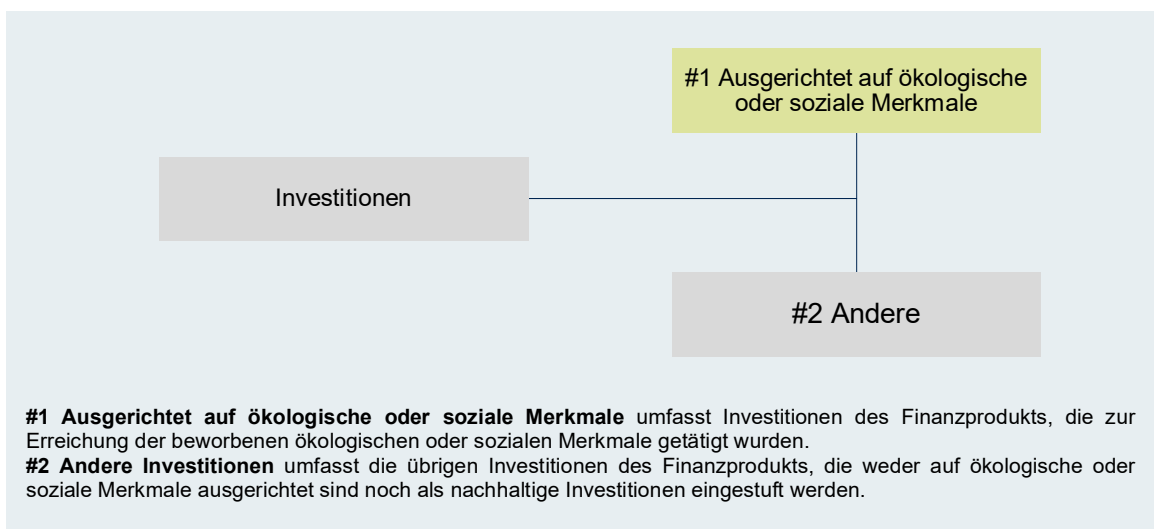 #1 Ausgerichtet auf ökologische
oder soziale Merkmale
Investitionen
#2 Andere
#1 Ausgerichtet auf ökologische oder soziale Merkmale umfasst Investitionen des Finanzprodukts, die zur
Erreichung der beworbenen ökologischen oder sozialen Merkmale getätigt wurden.
#2 Andere Investitionen umfasst die übrigen Investitionen des Finanzprodukts, die weder auf ökologische oder
soziale Merkmale ausgerichtet sind noch als nachhaltige Investitionen eingestuft werden.